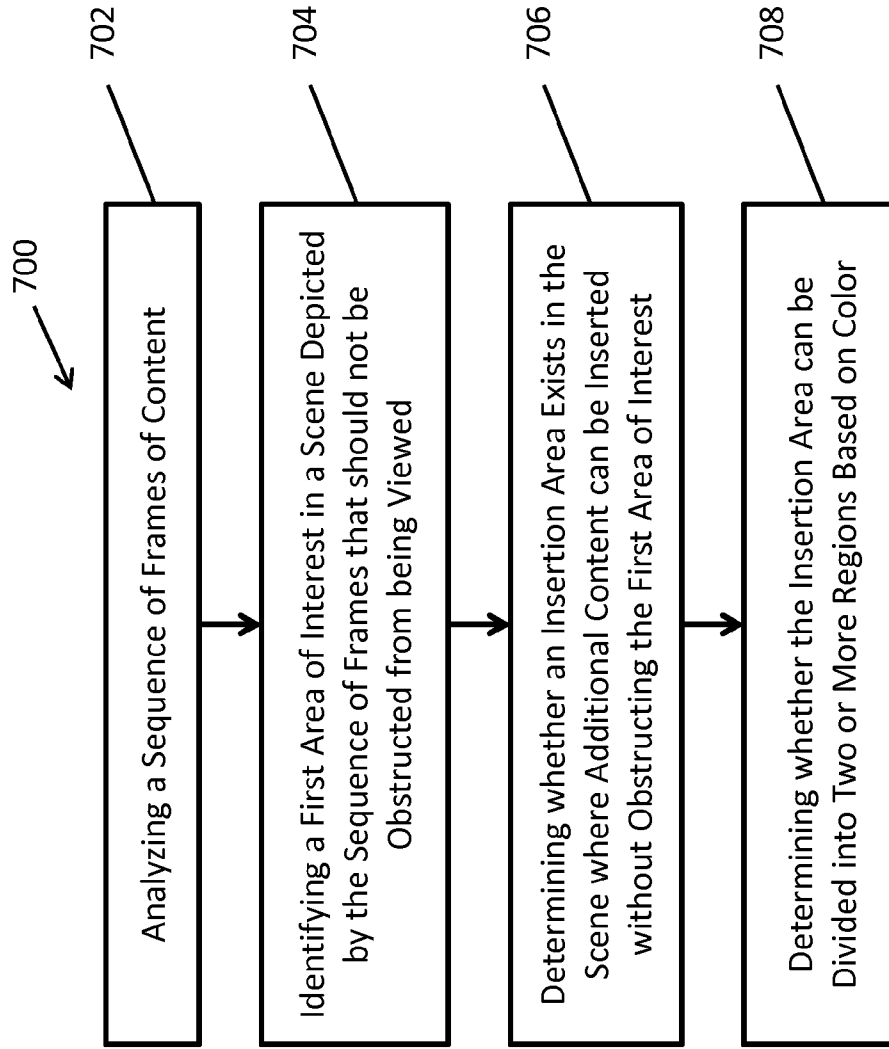 700
702
Analyzing a Sequence of Frames of Content
704
Identifying a First Area of Interest in a Scene Depicted
by the Sequence of Frames that should not be
Obstructed from being Viewed
706
Determining whether an Insertion Area Exists in the
Scene where Additional Content can be Inserted
without Obstructing the First Area of Interest
708
Determining whether the Insertion Area can be
Divided into Two or More Regions Based on Color